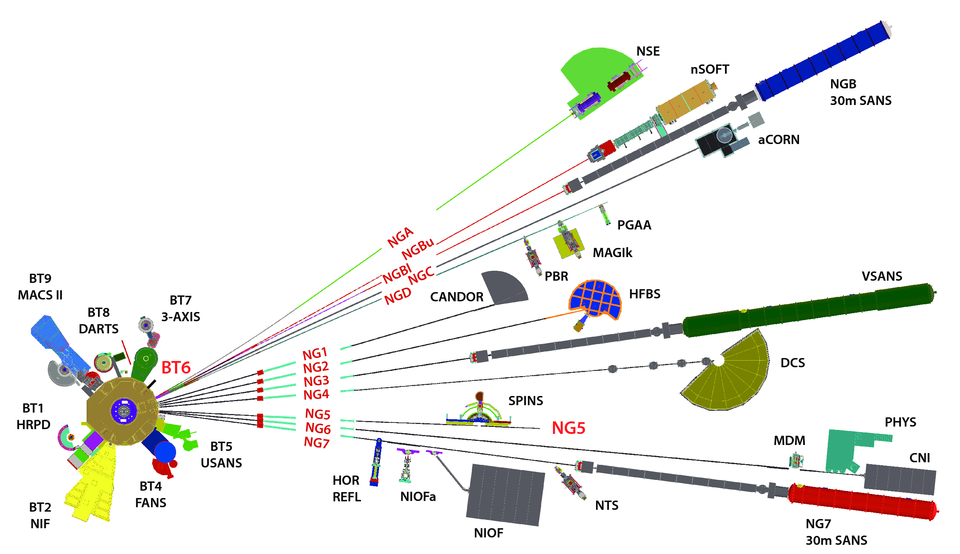 NSE
nSOFT
NGB
30m SANS
aCORN
NGA
NGBu
NGBl
NGC
NGD
PGAA
MAGIk
PBR
CANDOR
HFBS
VSANS
BT9
MACS II
BT8
DARTS
BT7
3-AXIS
BT6
NG1
NG2
NG3
NG4
DCS
BT1
HRPD
SPINS
NG5
NG6
NG7
NG5
PHYS
BT5
USANS
MDM
CNI
BT4
FANS
HOR
REFL
NIOFa
NTS
BT2
NIF
NIOF
NG7
30m SANS